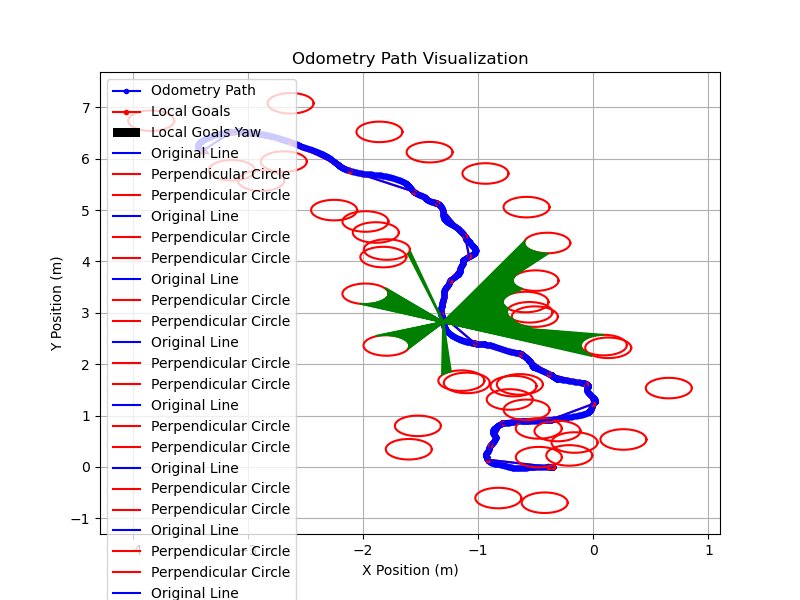 Odometry Path Visualization
Y Position (m)
7
6
5
4
3
2
1
0
−1
−2
−1
0
1
X Position (m)
Odometry Path
Local Goals
Local Goals Yaw
Original Line
Perpendicular Circle
Perpendicular Circle
Original Line
Perpendicular Circle
Perpendicular Circle
Original Line
Perpendicular Circle
Perpendicular Circle
Original Line
Perpendicular Circle
Perpendicular Circle
Original Line
Perpendicular Circle
Perpendicular Circle
Original Line
Perpendicular Circle
Perpendicular Circle
Original Line
Perpendicular Circle
Perpendicular Circle
Original Line